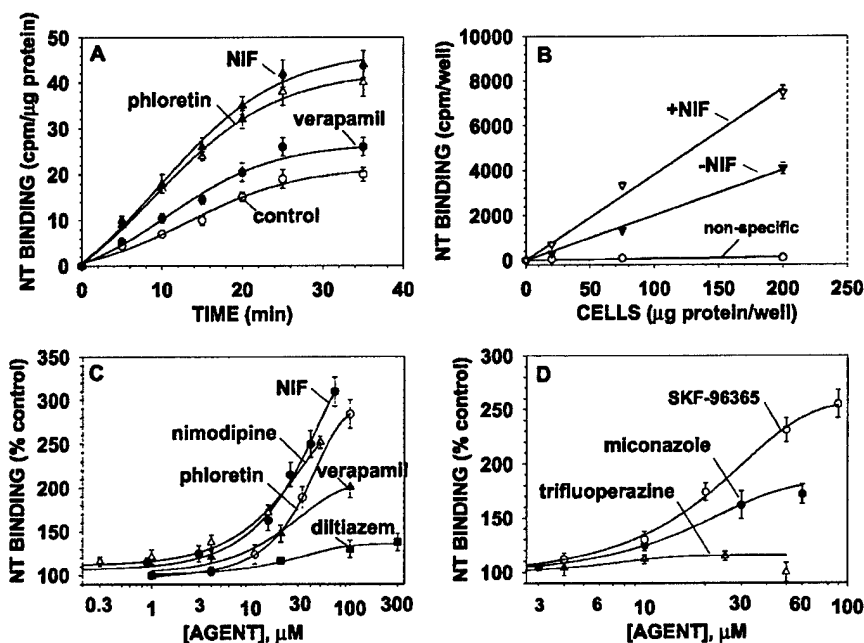 A
NT BINDING (cpm/µg protein)
50
40
30
20
10
0
NIF
phloretin
verapamil
control
0 10 20 30 40
TIME (min)
B
NT BINDING (cpm/well)
10000
8000
6000
4000
2000
0
+NIF
-NIF
non-specific
0 50 100 150 200 250
CELLS (µg protein/well)
C
NT BINDING (% control)
350
300
250
200
150
100
NIF
nimodipine
phloretin
verapamil
diltiazem
0.3 1 3 10 30 100 300
[AGENT], µM
D
NT BINDING (% control)
300
250
200
150
100
SKF-96365
miconazole
trifluoperazine
3 6 10 30 60 100
[AGENT], µM